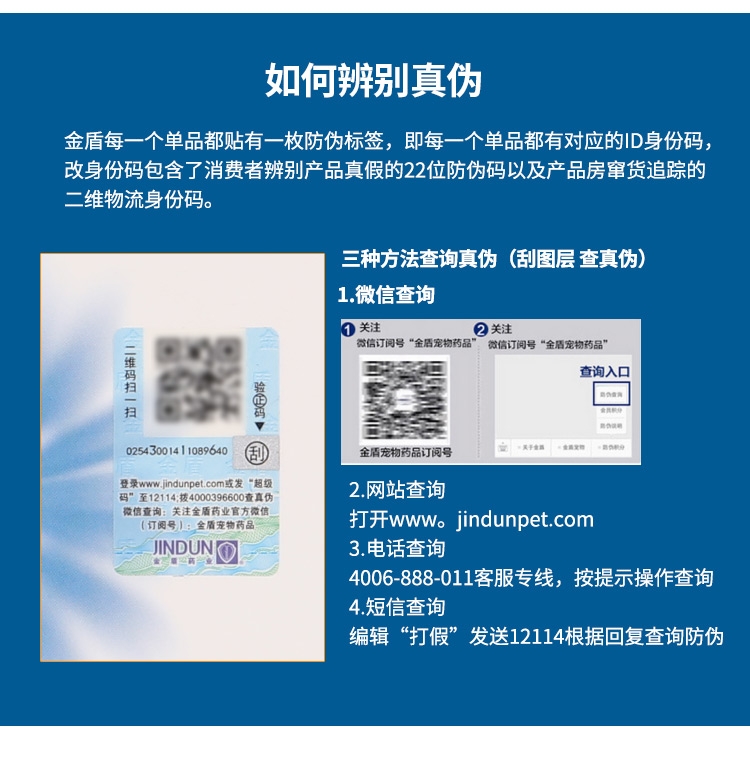 如何辨别真伪
金盾每一个单品都贴有一枚防伪标签，即每一个单品都有对应的ID身份码，
改身份码包含了消费者辨别产品真假的22位防伪码以及产品房窜货追踪的
二维物流身份码。
三种方法查询真伪（刮图层 查真伪）
1.微信查询
1 关注
微信订阅号“金盾宠物药品”
金盾宠物药品订阅号
2 关注
微信订阅号“金盾宠物药品”
查询入口
防伪查询
会员积分
防伪说明
·关于金盾
·金盾宠物
·防伪积分
2.网站查询
打开www。jindunpet.com
3.电话查询
4006-888-011客服专线，按提示操作查询
4.短信查询
编辑“打假”发送12114根据回复查询防伪
二维码扫一扫
验正码
02543001411089640
刮
登录www.jindunpet.com或发“超级
码”至12114;拨4000396600查真伪
微信查询：关注金盾药业官方微信
（订阅号）：金盾宠物药品
JINDUN
金盾药业